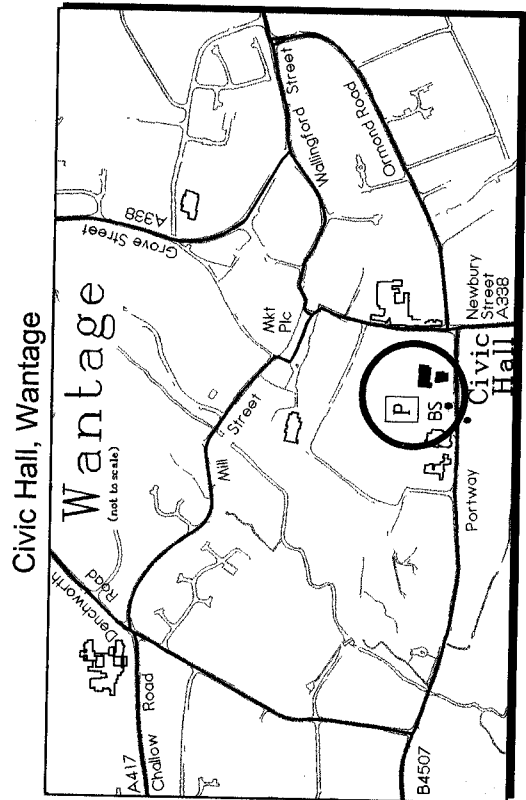 Civic Hall, Wantage
Wantage
(not to scale)
Denchworth
Road
A417
Challow Road
Mill Street
Mkt
Plc
Grove Street
A338
Wallingford Street
Ormond Road
Newbury
Street
A338
P
BS
Civic
Hall
Portway
B4507